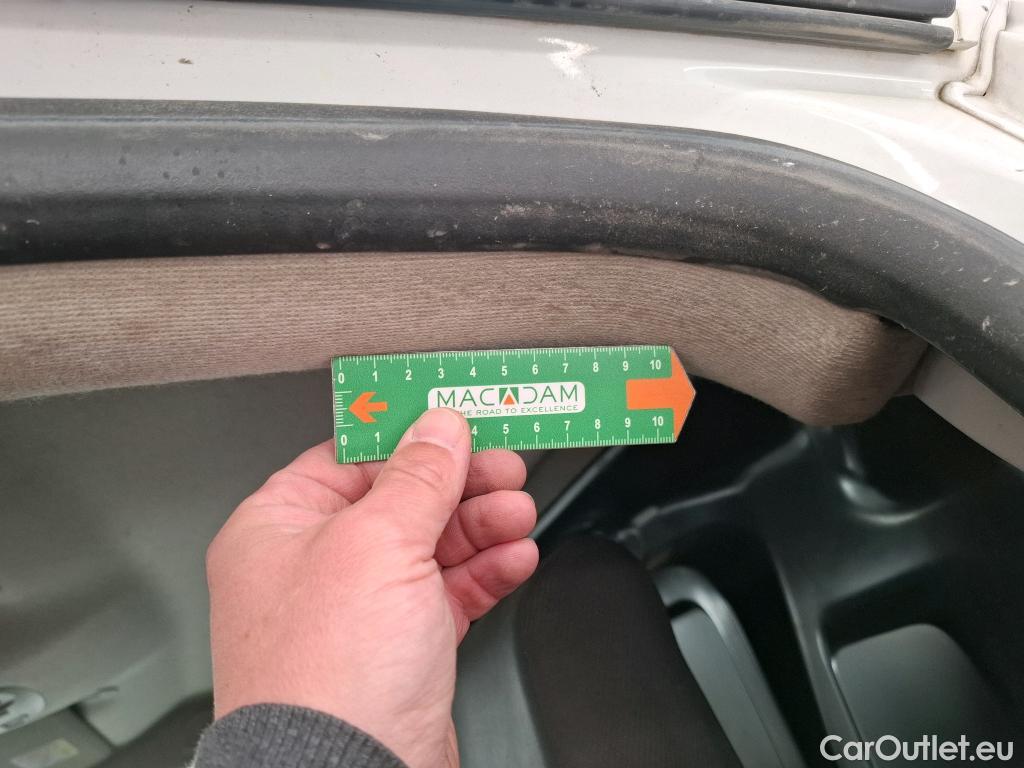 0 1 2 3 4 5 6 7 8 9 10
MACADAM
THE ROAD TO EXCELLENCE
0 1 4 5 6 7 8 9 10
CarOutlet.eu